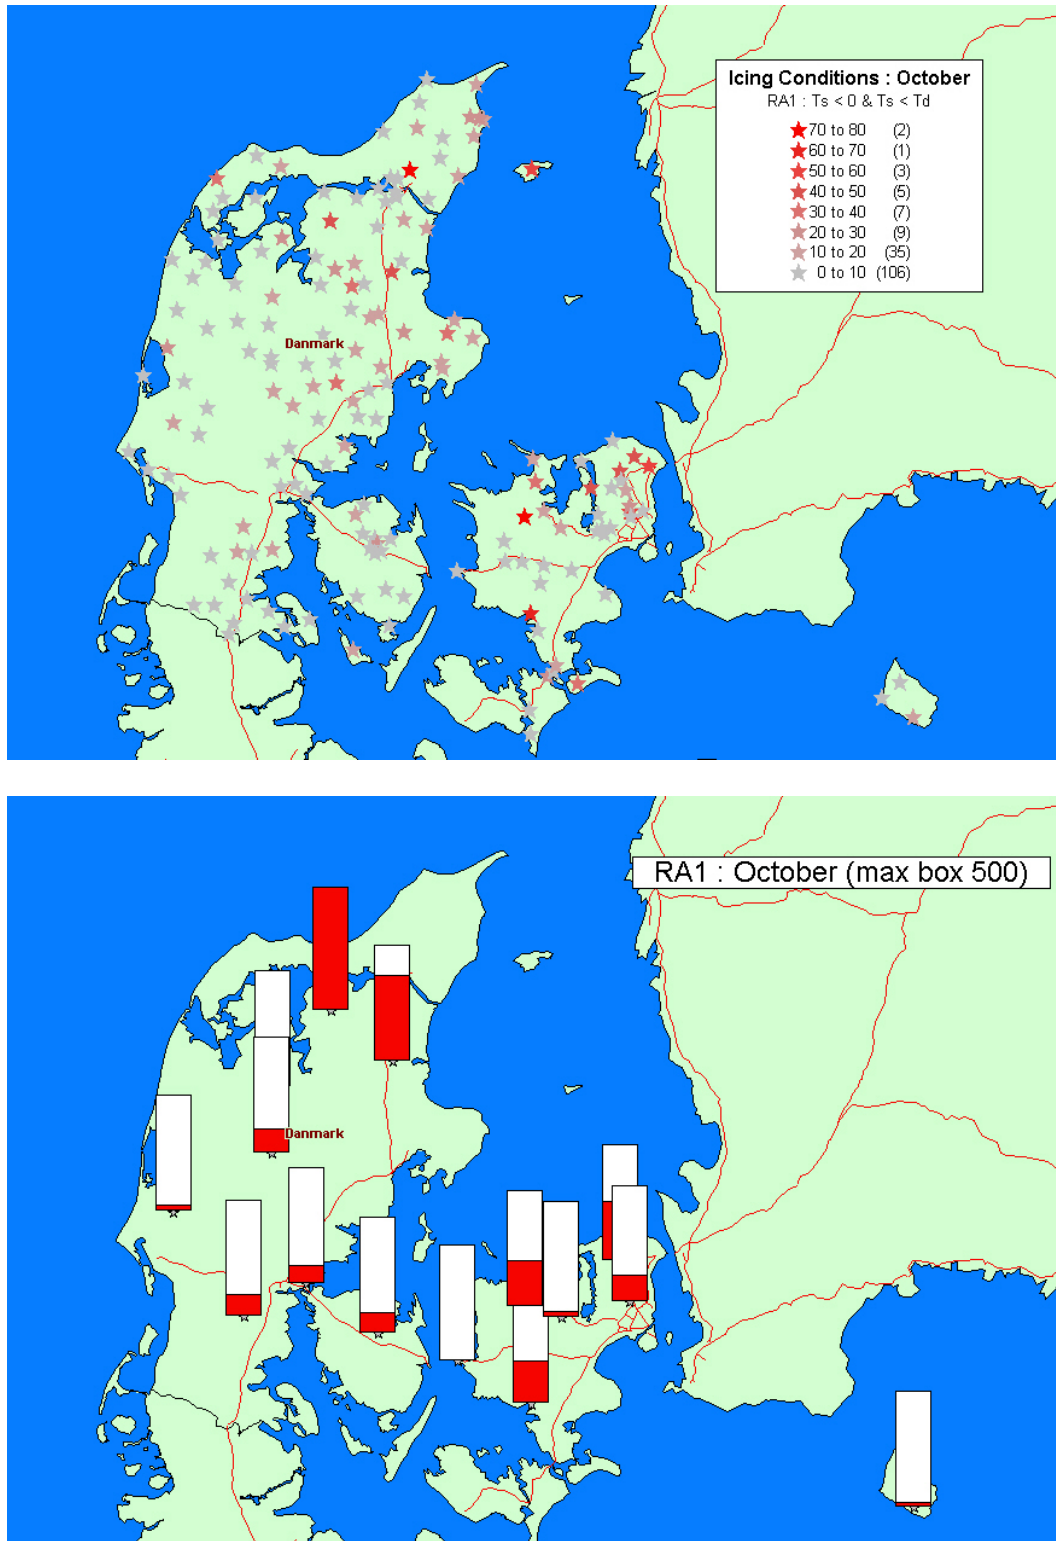 Icing Conditions : October
RA1 : Ts < 0 & Ts < Td
70 to 80 (2)
60 to 70 (1)
50 to 60 (3)
40 to 50 (5)
30 to 40 (7)
20 to 30 (9)
10 to 20 (35)
0 to 10 (106)
Danmark
RA1 : October (max box 500)
Danmark